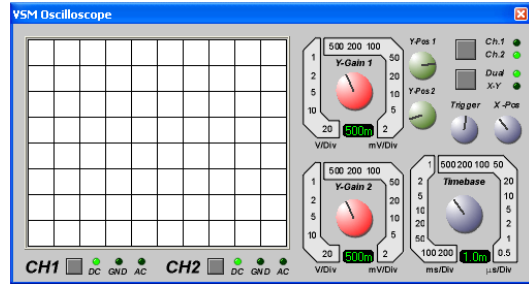 VSM Oscilloscope
500 200 100
1
2
5
10
20
50
20
10
5
2
Y-Gain 1
500m
V/Div mV/Div
Y-Pos 1
Y-Pos 2
Ch.1
Ch.2
Dual
X-Y
Trigger X-Pos
500 200 100
1
2
5
10
20
50
20
10
5
2
Y-Gain 2
500m
V/Div mV/Div
1 500 200 100 50
2
5
10
20
50
100 200
20
10
5
2
1
0.5
Timebase
1.0m
ms/Div µs/Div
CH1 DC GND AC CH2 DC GND AC